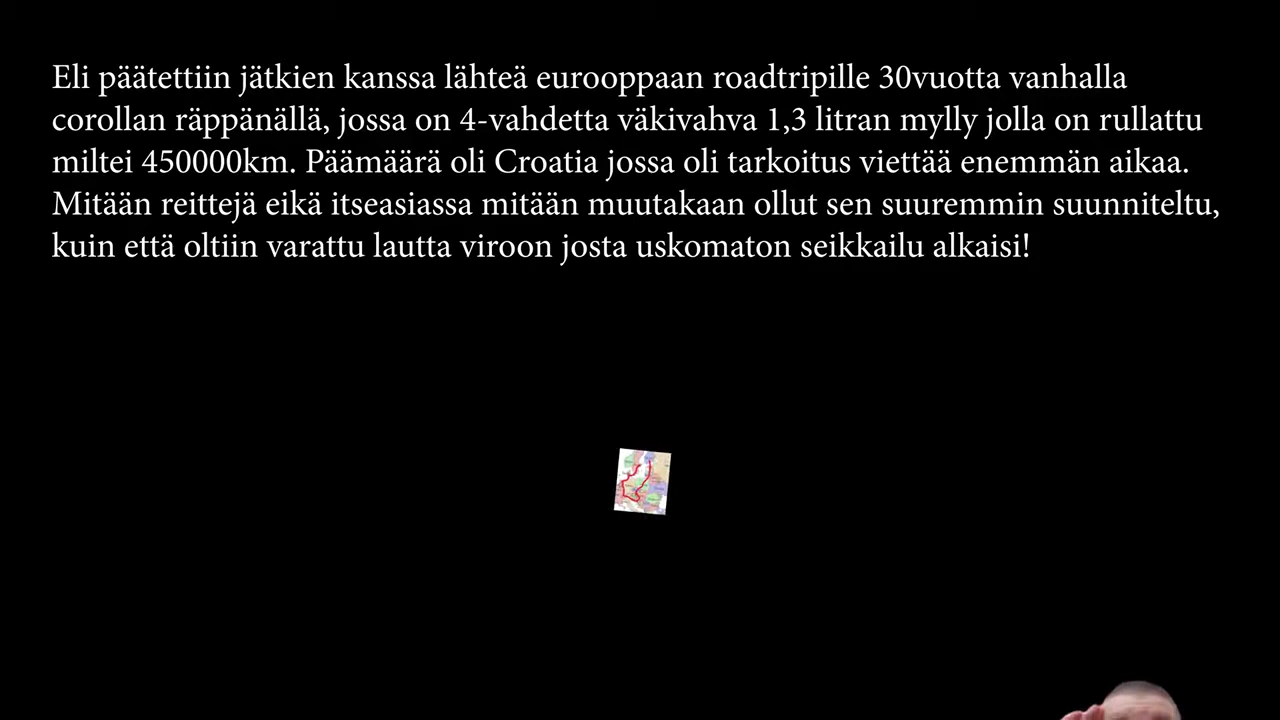 Eli päätettiin jätkien kanssa lähteä eurooppaan roadtripille 30vuotta vanhalla
corollan räppänällä, jossa on 4-vahdetta väkivahva 1,3 litran mylly jolla on rullattu
miltei 450000km. Päämäärä oli Croatia jossa oli tarkoitus viettää enemmän aikaa.
Mitään reittejä eikä itseasiassa mitään muutakaan ollut sen suuremmin suunniteltu,
kuin että oltiin varattu lautta viroon josta uskomaton seikkailu alkaisi!